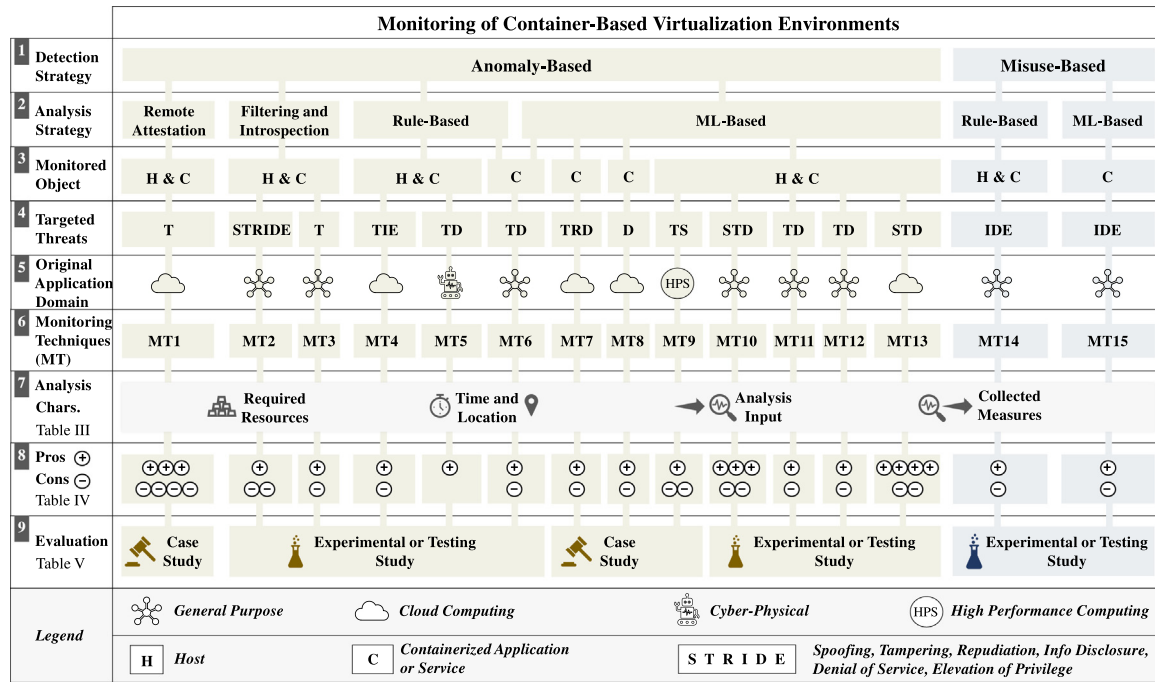 Monitoring of Container-Based Virtualization Environments
1 Detection
Strategy
Anomaly-Based
Misuse-Based
2 Analysis
Strategy
Remote
Attestation
Filtering and
Introspection
Rule-Based
ML-Based
Rule-Based
ML-Based
3 Monitored
Object
H & C
H & C
H & C
C
C
C
H & C
H & C
C
4 Targeted
Threats
T
STRIDE
T
TIE
TD
TD
TRD
D
TS
STD
TD
TD
STD
IDE
IDE
5 Original
Application
Domain
HPS
6 Monitoring
Techniques
(MT)
MT1
MT2
MT3
MT4
MT5
MT6
MT7
MT8
MT9
MT10
MT11
MT12
MT13
MT14
MT15
7 Analysis
Chars.
Table III
Required
Resources
Time and
Location
Analysis
Input
Collected
Measures
8 Pros
Cons
Table IV
9 Evaluation
Table V
Case
Study
Experimental or Testing
Study
Case
Study
Experimental or Testing
Study
Experimental or Testing
Study
Legend
General Purpose
Cloud Computing
Cyber-Physical
HPS High Performance Computing
H Host
C Containerized Application
or Service
S T R I D E Spoofing, Tampering, Repudiation, Info Disclosure,
Denial of Service, Elevation of Privilege